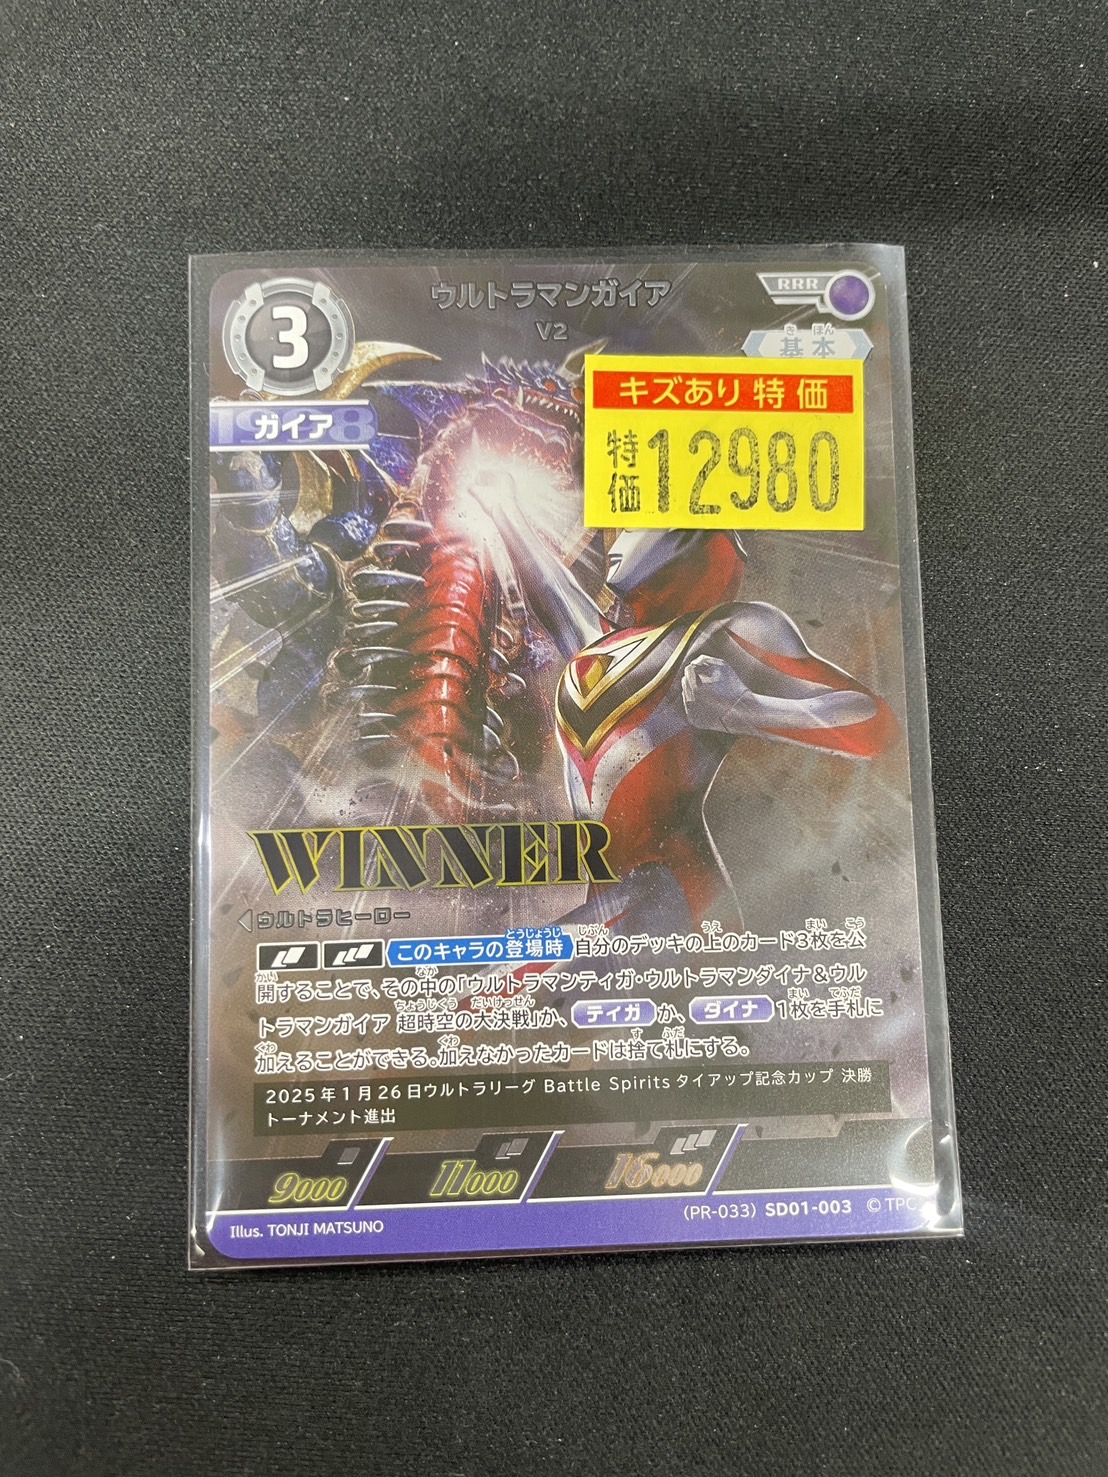 3
ウルトラマンガイア
V2
RRR
きほん
基本
1998
ガイア
キズあり特価
特価12980
WINNER
ウルトラヒーロー
このキャラの登場時 自分のデッキの上のカード3枚を公
開することで、その中の「ウルトラマンティガ・ウルトラマンダイナ&ウル
トラマンガイア 超時空の大決戦」か、ティガか、ダイナ1枚を手札に
加えることができる。加えなかったカードは捨て札にする。
2025年1月26日ウルトラリーグ Battle Spirits タイアップ記念カップ 決勝
トーナメント進出
9000 11000 16000
Illus. TONJI MATSUNO (PR-033) SD01-003 © TPC